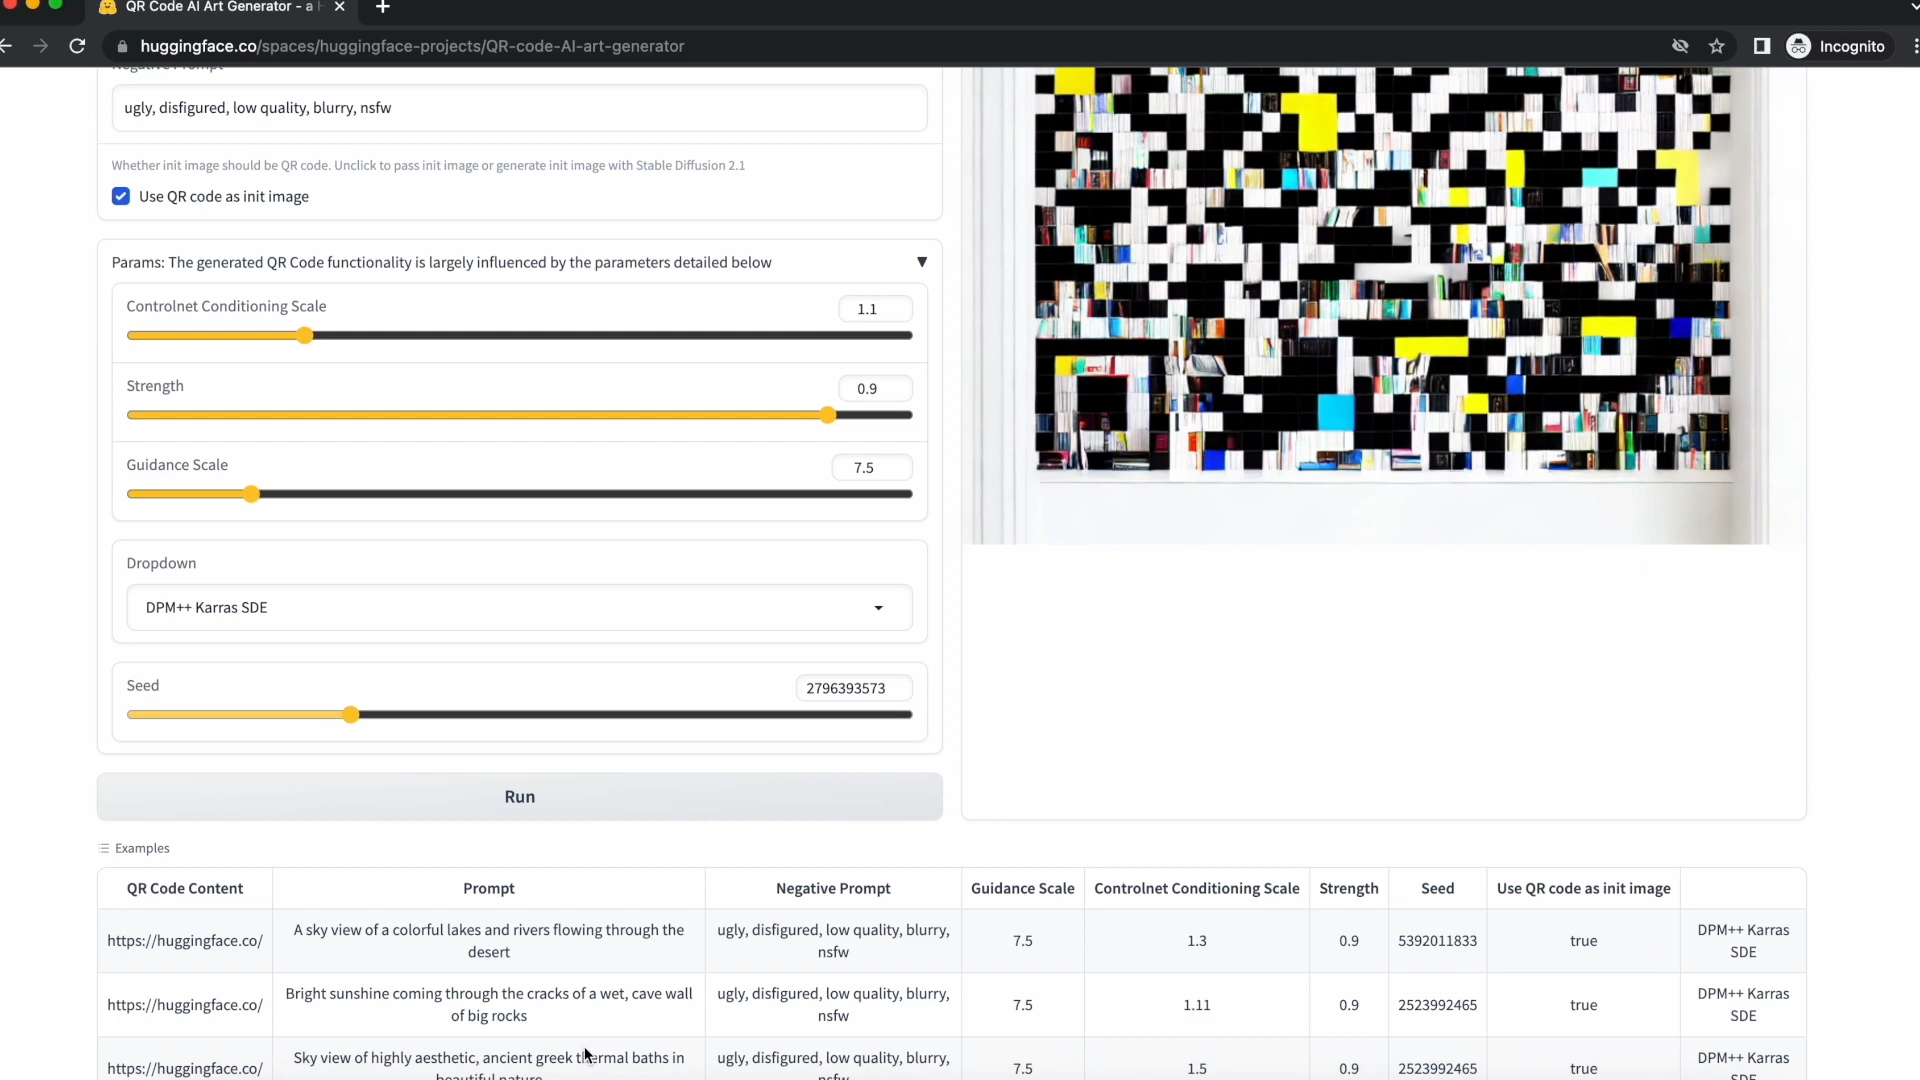 QR Code AI Art Generator - a
huggingface.co/spaces/huggingface-projects/QR-code-AI-art-generator
Incognito
Negative Prompt
ugly, disfigured, low quality, blurry, nsfw
Whether init image should be QR code. Unclick to pass init image or generate init image with Stable Diffusion 2.1
Use QR code as init image
Params: The generated QR Code functionality is largely influenced by the parameters detailed below
Controlnet Conditioning Scale
1.1
Strength
0.9
Guidance Scale
7.5
Dropdown
DPM++ Karras SDE
Seed
2796393573
Run
Examples
QR Code Content Prompt Negative Prompt Guidance Scale Controlnet Conditioning Scale Strength Seed Use QR code as init image
https://huggingface.co/ A sky view of a colorful lakes and rivers flowing through the desert ugly, disfigured, low quality, blurry, nsfw 7.5 1.3 0.9 5392011833 true DPM++ Karras SDE
https://huggingface.co/ Bright sunshine coming through the cracks of a wet, cave wall of big rocks ugly, disfigured, low quality, blurry, nsfw 7.5 1.11 0.9 2523992465 true DPM++ Karras SDE
https://huggingface.co/ Sky view of highly aesthetic, ancient greek thermal baths in beautiful nature ugly, disfigured, low quality, blurry, nsfw 7.5 1.5 0.9 2523992465 true DPM++ Karras SDE